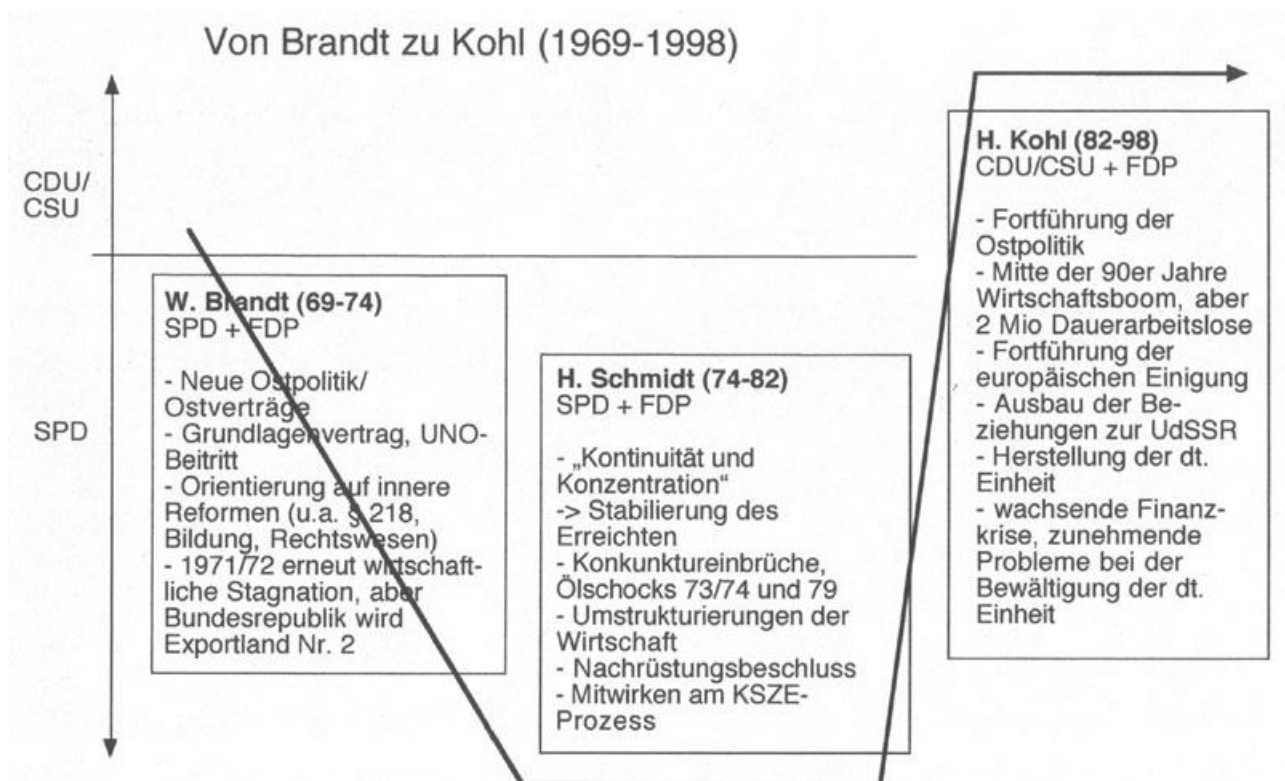 Von Brandt zu Kohl (1969-1998)
CDU/
CSU
SPD
W. Brandt (69-74)
SPD + FDP
- Neue Ostpolitik/
Ostverträge
- Grundlagenvertrag, UNO-
Beitritt
- Orientierung auf innere
Reformen (u.a. § 218,
Bildung, Rechtswesen)
- 1971/72 erneut wirtschaft-
liche Stagnation, aber
Bundesrepublik wird
Exportland Nr. 2
H. Schmidt (74-82)
SPD + FDP
- „Kontinuität und
Konzentration“
-> Stabilierung des
Erreichten
- Konkunktureinbrüche,
Ölschocks 73/74 und 79
- Umstrukturierungen der
Wirtschaft
- Nachrüstungsbeschluss
- Mitwirken am KSZE-
Prozess
H. Kohl (82-98)
CDU/CSU + FDP
- Fortführung der
Ostpolitik
- Mitte der 90er Jahre
Wirtschaftsboom, aber
2 Mio Dauerarbeitslose
- Fortführung der
europäischen Einigung
- Ausbau der Be-
ziehungen zur UdSSR
- Herstellung der dt.
Einheit
- wachsende Finanz-
krise, zunehmende
Probleme bei der
Bewältigung der dt.
Einheit